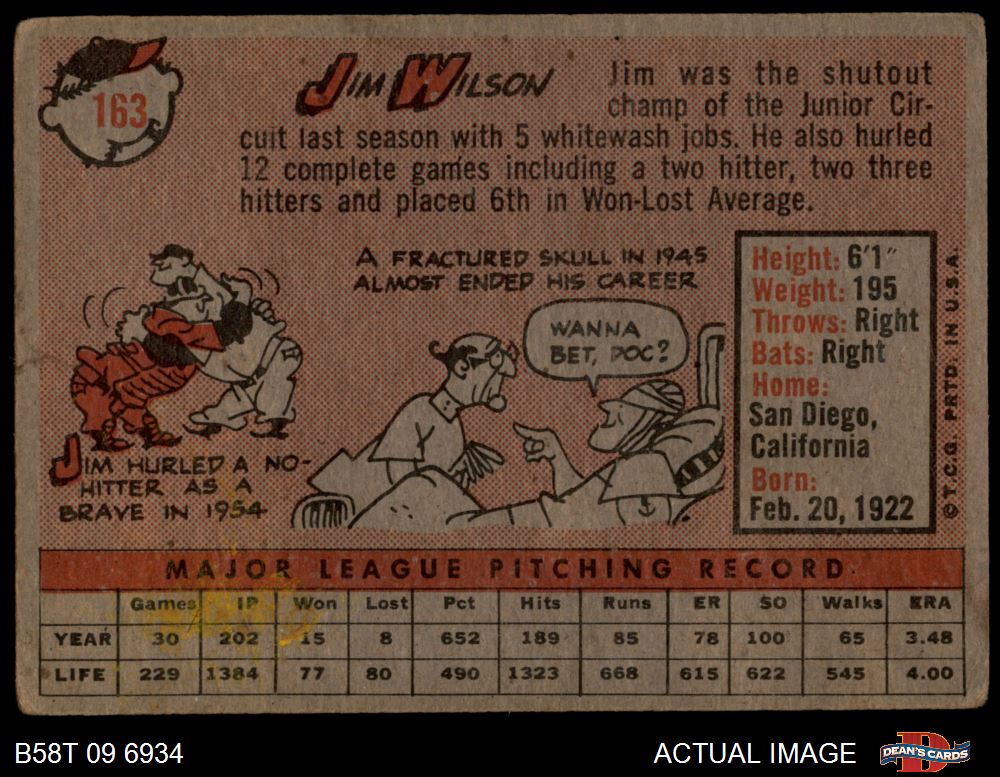 163
JIM WILSON
Jim was the shutout
champ of the Junior Cir-
cuit last season with 5 whitewash jobs. He also hurled
12 complete games including a two hitter, two three
hitters and placed 6th in Won-Lost Average.
A FRACTURED SKULL IN 1945
ALMOST ENDED HIS CAREER
WANNA
BET, DOC?
JIM HURLED A NO-
HITTER AS A
BRAVE IN 1954
Height: 6'1"
Weight: 195
Throws: Right
Bats: Right
Home:
San Diego,
California
Born:
Feb. 20, 1922
©T.C.G. PRTD. IN U.S.A.
MAJOR LEAGUE PITCHING RECORD
Games IP Won Lost Pct Hits Runs ER SO Walks ERA
YEAR 30 202 15 8 652 189 85 78 100 65 3.48
LIFE 229 1384 77 80 490 1323 668 615 622 545 4.00
B58T 09 6934
ACTUAL IMAGE
D
DEAN'S CARDS